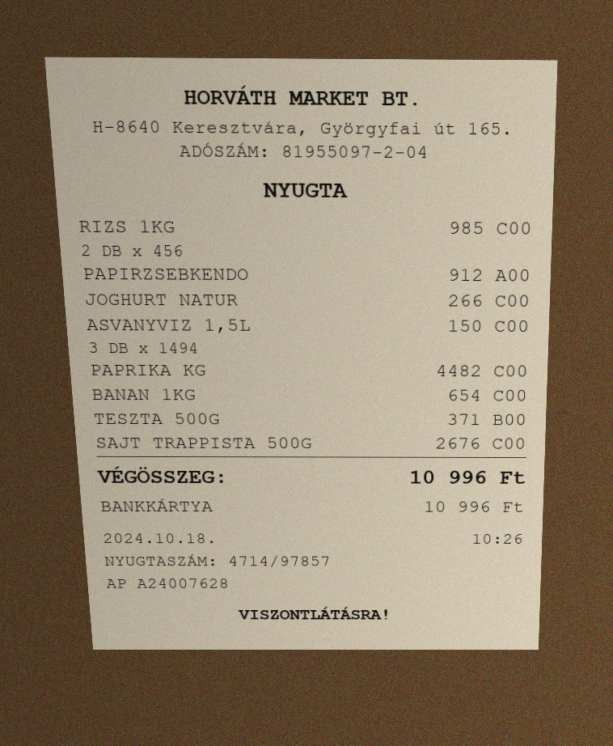 HORVÁTH MARKET BT.
H-8640 Keresztvára, Györgyfai út 165.
ADÓSZÁM: 81955097-2-04
NYUGTA
RIZS 1KG 985 C00
2 DB x 456
PAPIRZSEBKENDO 912 A00
JOGHURT NATUR 266 C00
ASVANYVIZ 1,5L 150 C00
3 DB x 1494
PAPRIKA KG 4482 C00
BANAN 1KG 654 C00
TESZTA 500G 371 B00
SAJT TRAPPISTA 500G 2676 C00
VÉGÖSSZEG: 10 996 Ft
BANKKÁRTYA 10 996 Ft
2024.10.18. 10:26
NYUGTASZÁM: 4714/97857
AP A24007628
VISZONTLÁTÁSRA!